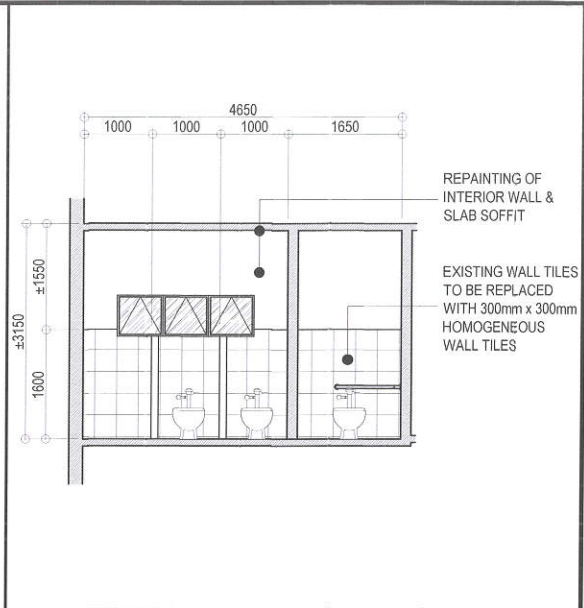 4650
1000 1000 1000 1650
REPAINTING OF
INTERIOR WALL &
SLAB SOFFIT
±1550
±3150
1600
EXISTING WALL TILES
TO BE REPLACED
WITH 300mm x 300mm
HOMOGENEOUS
WALL TILES